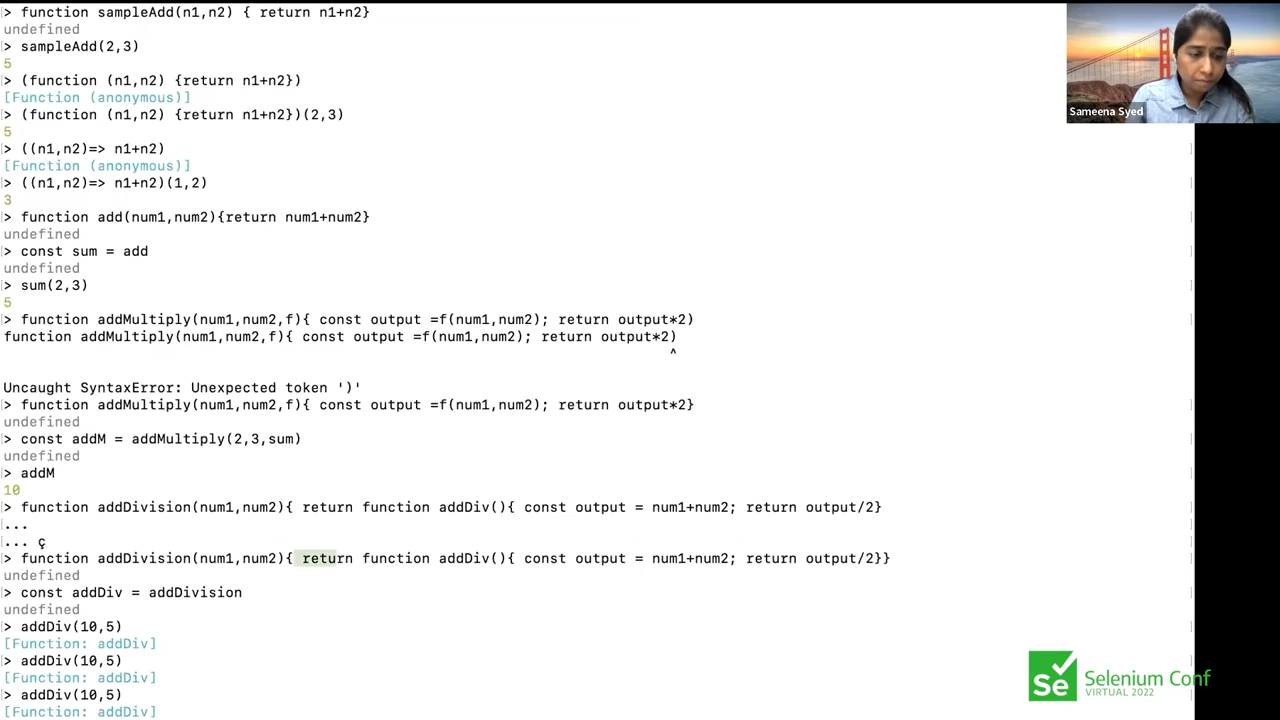 > function sampleAdd(n1,n2) { return n1+n2}
undefined
> sampleAdd(2,3)
5
> (function (n1,n2) {return n1+n2})
[Function (anonymous)]
> (function (n1,n2) {return n1+n2})(2,3)
5
> ((n1,n2)=> n1+n2)
[Function (anonymous)]
> ((n1,n2)=> n1+n2)(1,2)
3
> function add(num1,num2){return num1+num2}
undefined
> const sum = add
undefined
> sum(2,3)
5
> function addMultiply(num1,num2,f){ const output =f(num1,num2); return output*2)
function addMultiply(num1,num2,f){ const output =f(num1,num2); return output*2)
^
Uncaught SyntaxError: Unexpected token ')'
> function addMultiply(num1,num2,f){ const output =f(num1,num2); return output*2}
undefined
> const addM = addMultiply(2,3,sum)
undefined
> addM
10
> function addDivision(num1,num2){ return function addDiv(){ const output = num1+num2; return output/2}
...
... ç
> function addDivision(num1,num2){ return function addDiv(){ const output = num1+num2; return output/2}}
undefined
> const addDiv = addDivision
undefined
> addDiv(10,5)
[Function: addDiv]
> addDiv(10,5)
[Function: addDiv]
> addDiv(10,5)
[Function: addDiv]
Sameena Syed
Se
Selenium Conf
VIRTUAL 2022